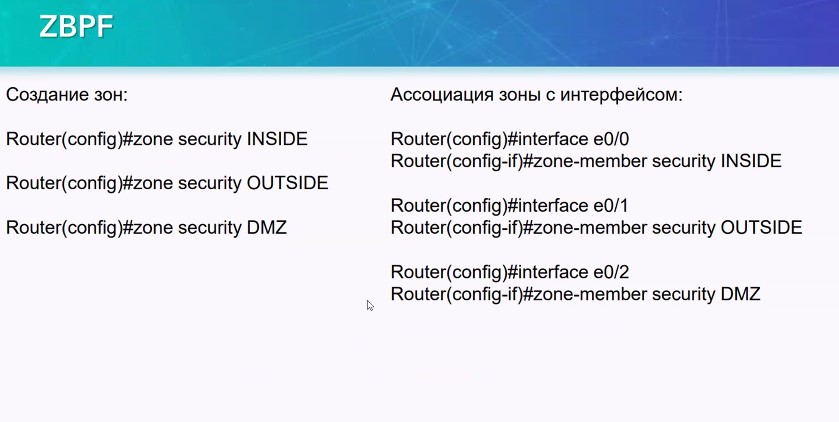 ZBPF
Создание зон:
Router(config)#zone security INSIDE
Router(config)#zone security OUTSIDE
Router(config)#zone security DMZ
Ассоциация зоны с интерфейсом:
Router(config)#interface e0/0
Router(config-if)#zone-member security INSIDE
Router(config)#interface e0/1
Router(config-if)#zone-member security OUTSIDE
Router(config)#interface e0/2
Router(config-if)#zone-member security DMZ